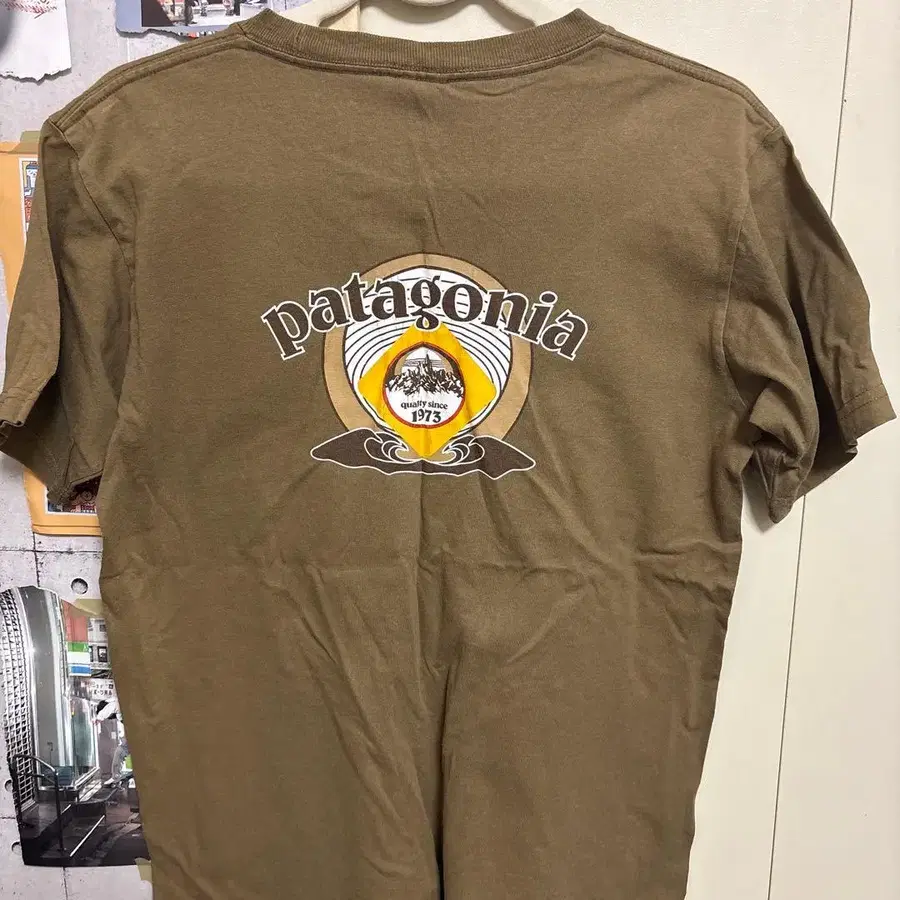 patagonia
quality since
1973